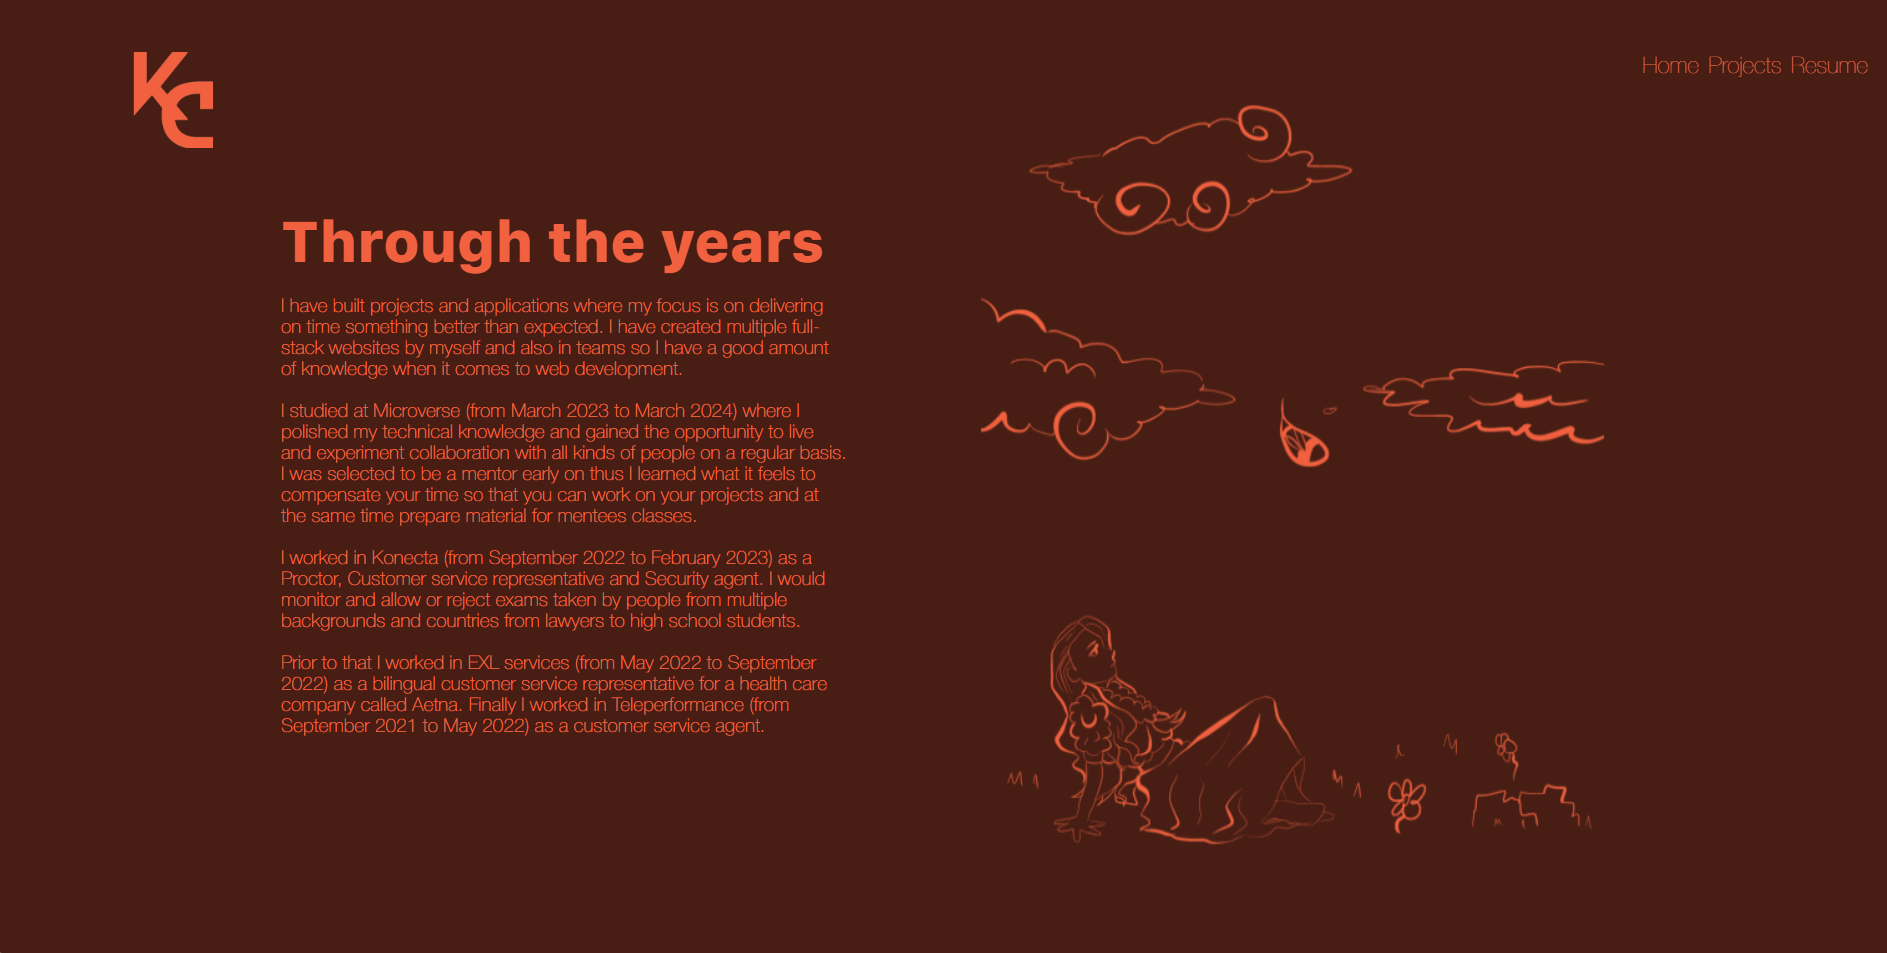 KC
Home Projects Resume
Through the years
I have built projects and applications where my focus is on delivering
on time something better than expected. I have created multiple full-
stack websites by myself and also in teams so I have a good amount
of knowledge when it comes to web development.
I studied at Microverse (from March 2023 to March 2024) where I
polished my technical knowledge and gained the opportunity to live
and experiment collaboration with all kinds of people on a regular basis.
I was selected to be a mentor early on thus I learned what it feels to
compensate your time so that you can work on your projects and at
the same time prepare material for mentees classes.
I worked in Konecta (from September 2022 to February 2023) as a
Proctor, Customer service representative and Security agent. I would
monitor and allow or reject exams taken by people from multiple
backgrounds and countries from lawyers to high school students.
Prior to that I worked in EXL services (from May 2022 to September
2022) as a bilingual customer service representative for a health care
company called Aetna. Finally I worked in Teleperformance (from
September 2021 to May 2022) as a customer service agent.